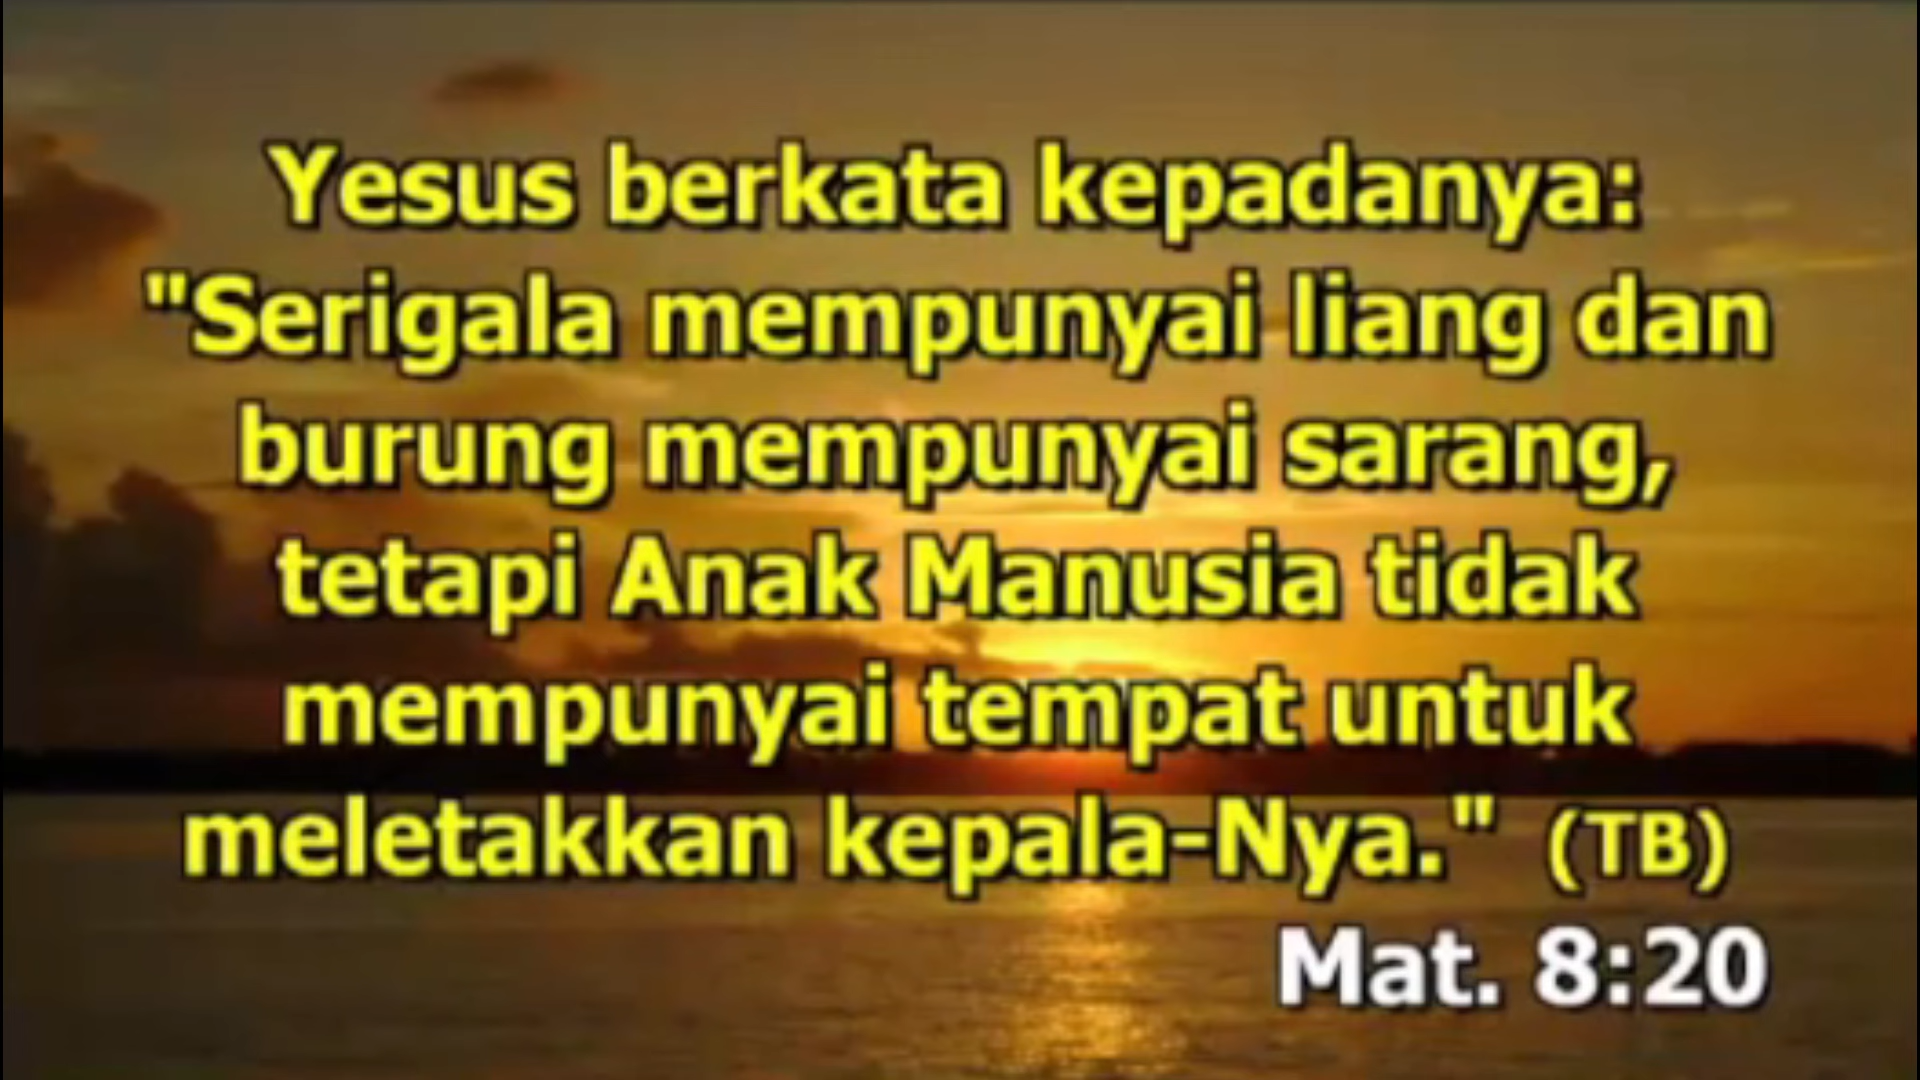 Yesus berkata kepadanya:
"Serigala mempunyai liang dan
burung mempunyai sarang,
tetapi Anak Manusia tidak
mempunyai tempat untuk
meletakkan kepala-Nya." (TB)
Mat. 8:20